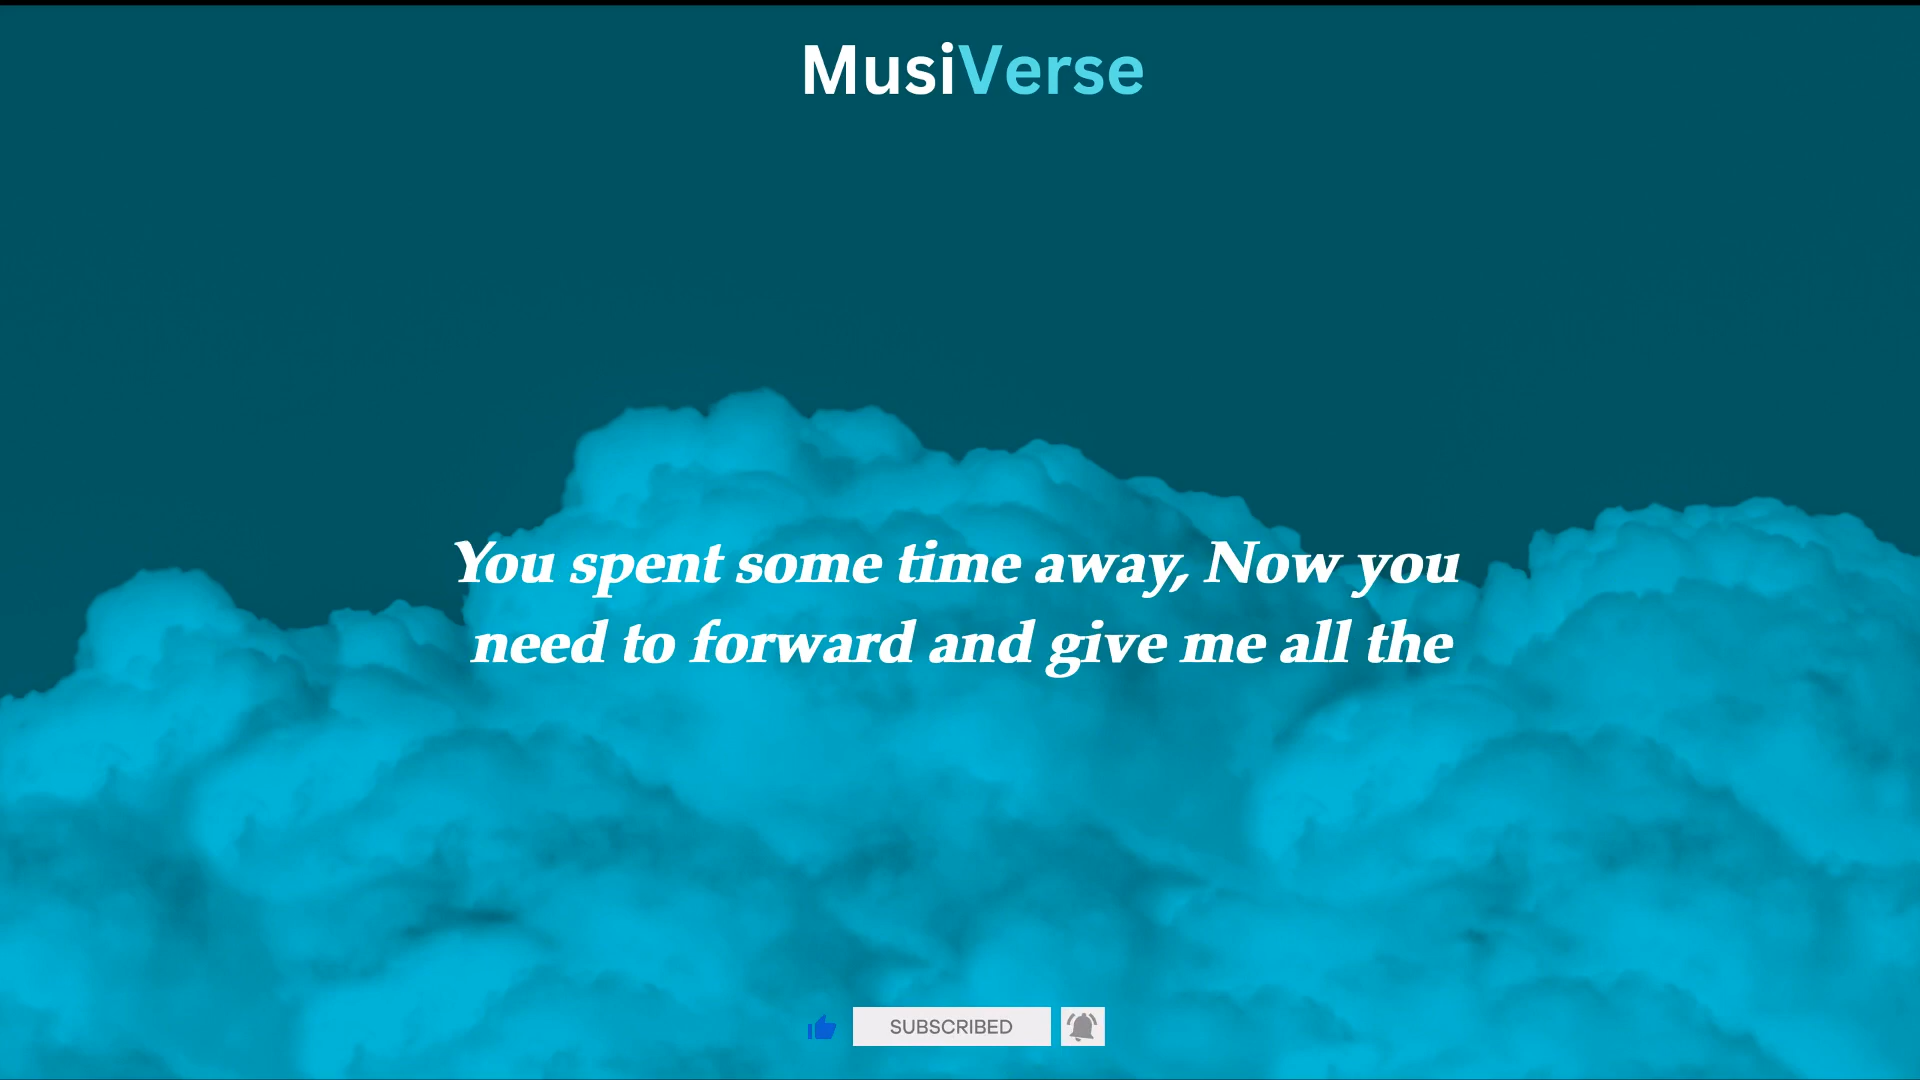 MusiVerse
You spent some time away, Now you
need to forward and give me all the
SUBSCRIBED